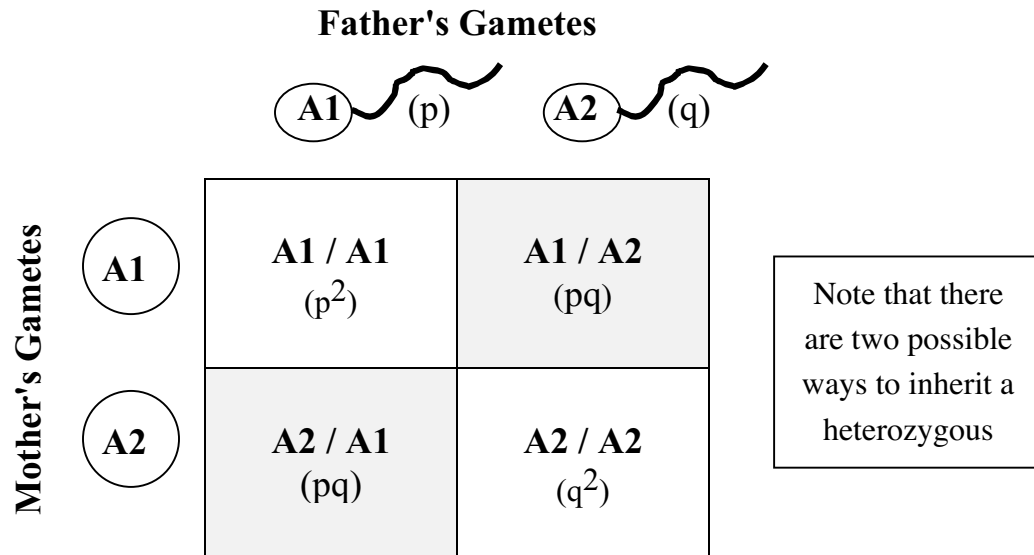 Father's Gametes
A1 (p) A2 (q)
Mother's Gametes
A1
A1 / A1
(p²)
A1 / A2
(pq)
A2
A2 / A1
(pq)
A2 / A2
(q²)
Note that there
are two possible
ways to inherit a
heterozygous